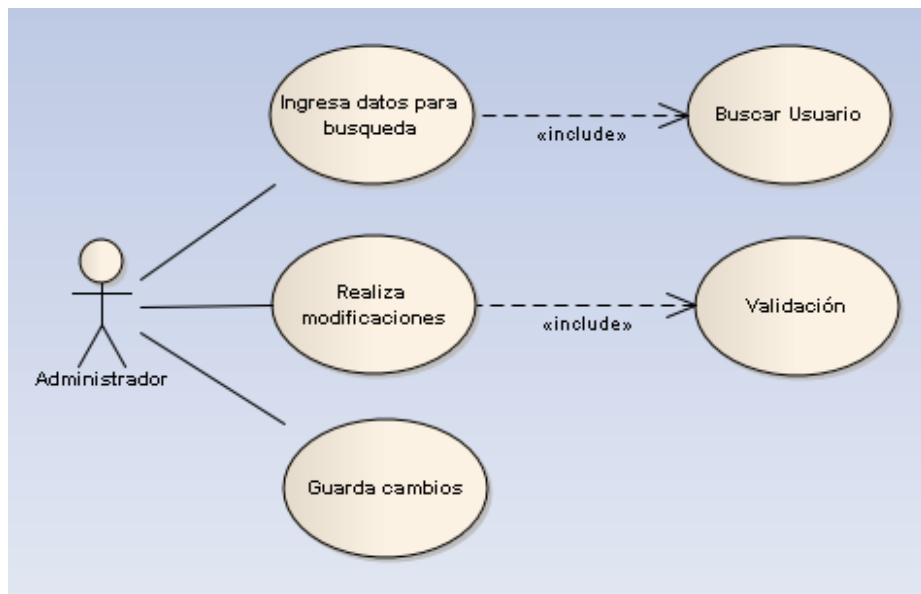 Ingresa datos para
busqueda
«include»
Buscar Usuario
Realiza
modificaciones
«include»
Validación
Administrador
Guarda cambios